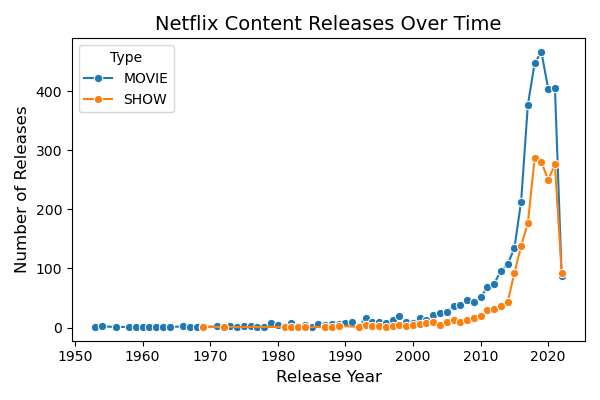 Netflix Content Releases Over Time
Type
MOVIE
SHOW
Number of Releases
400
300
200
100
0
1950 1960 1970 1980 1990 2000 2010 2020
Release Year